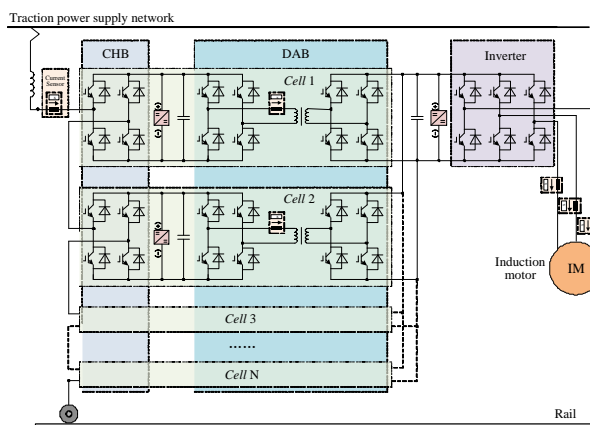 Traction power supply network
CHB
DAB
Inverter
Current
Sensor
Cell 1
Cell 2
Induction
motor
IM
Cell 3
......
Cell N
Rail